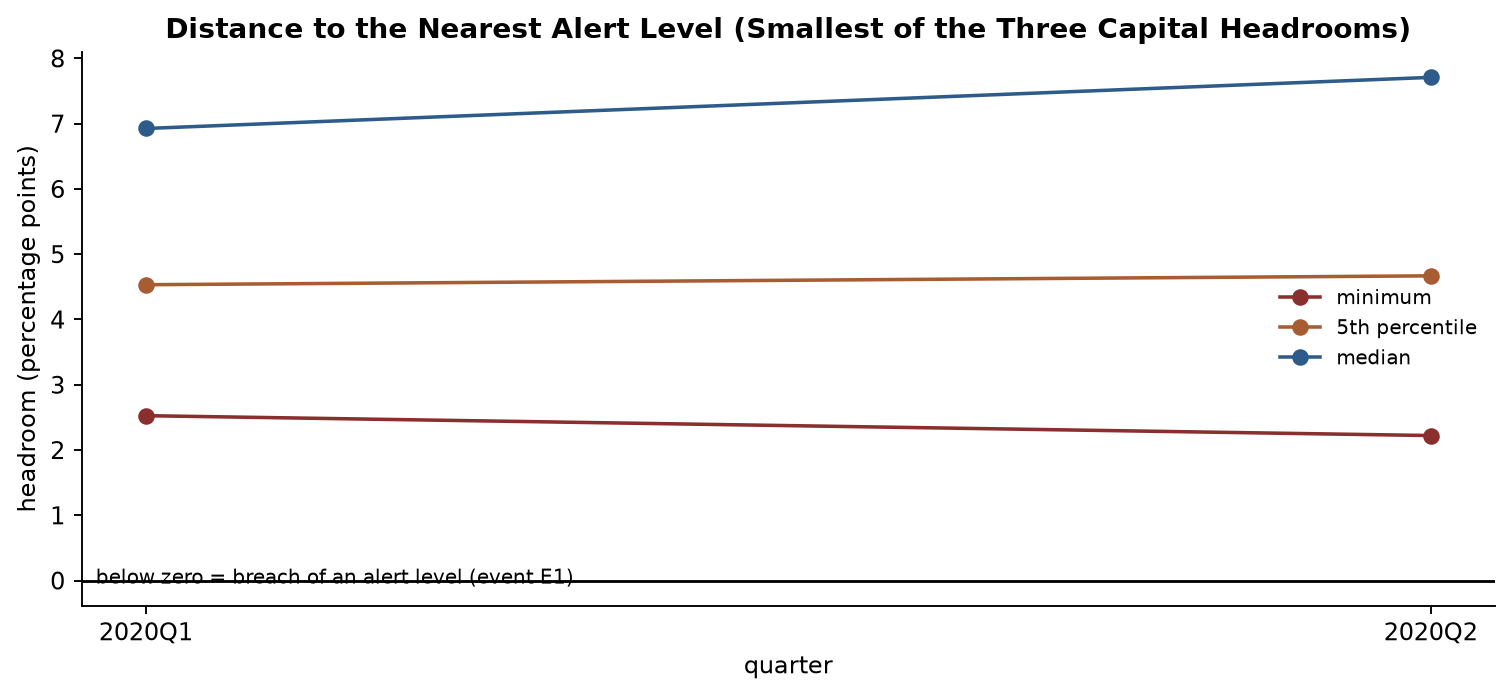 Distance to the Nearest Alert Level (Smallest of the Three Capital Headrooms)
headroom (percentage points)
8
7
6
5
4
3
2
1
0
minimum
5th percentile
median
below zero = breach of an alert level (event E1)
2020Q1
2020Q2
quarter